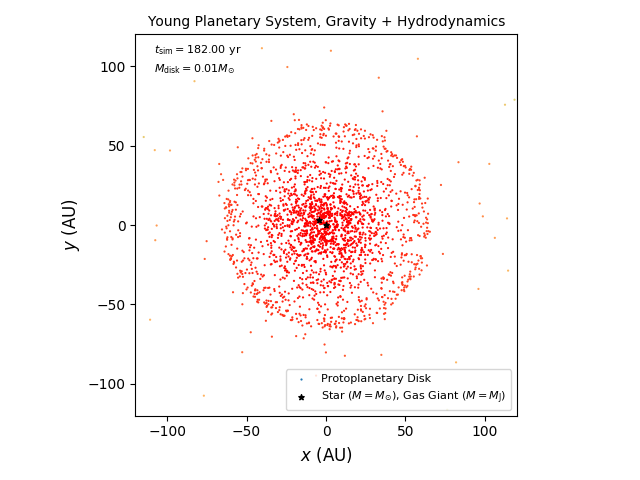 Young Planetary System, Gravity + Hydrodynamics
t_sim = 182.00 yr
M_disk = 0.01M_⊙
100
50
0
−50
−100
y (AU)
Protoplanetary Disk
Star (M = M_⊙), Gas Giant (M = M_J)
−100 −50 0 50 100
x (AU)